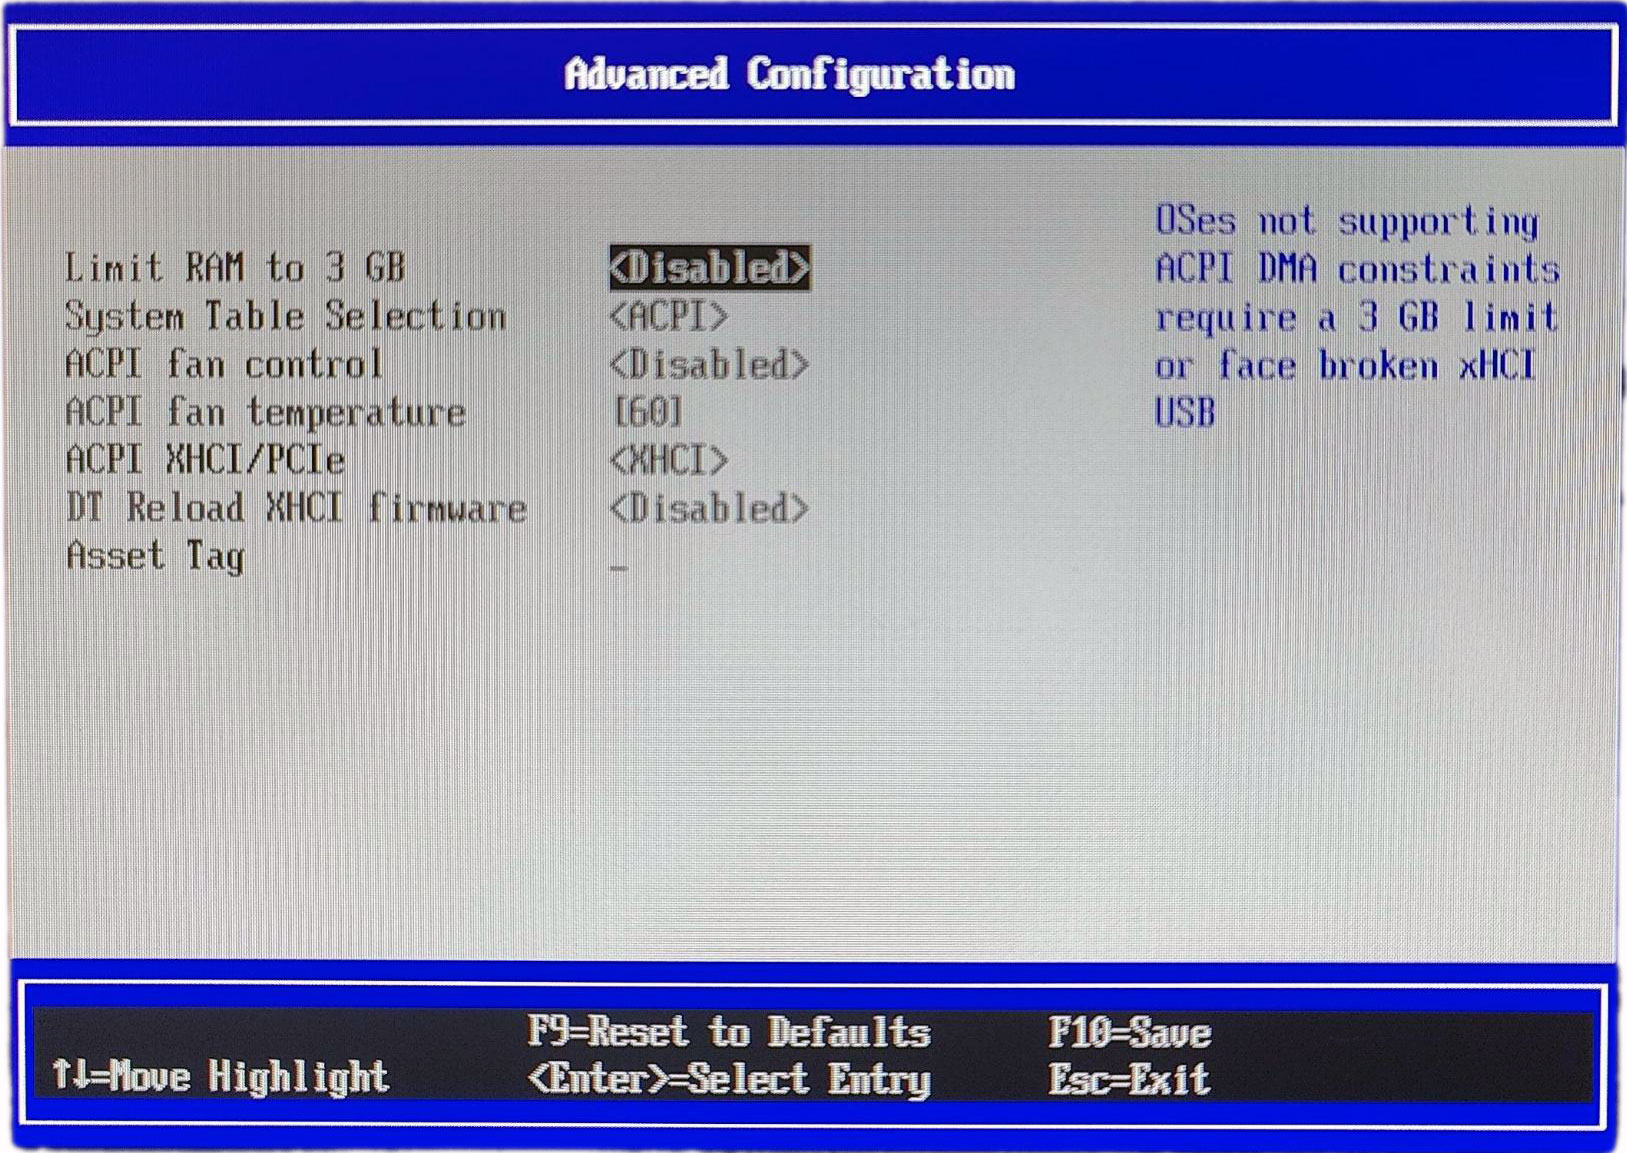 Advanced Configuration
Limit RAM to 3 GB <Disabled>
System Table Selection <ACPI>
ACPI fan control <Disabled>
ACPI fan temperature [60]
ACPI XHCI/PCIe <XHCI>
DT Reload XHCI firmware <Disabled>
Asset Tag _
OSes not supporting
ACPI DMA constraints
require a 3 GB limit
or face broken xHCI
USB
F9=Reset to Defaults F10=Save
↑↓=Move Highlight <Enter>=Select Entry Esc=Exit